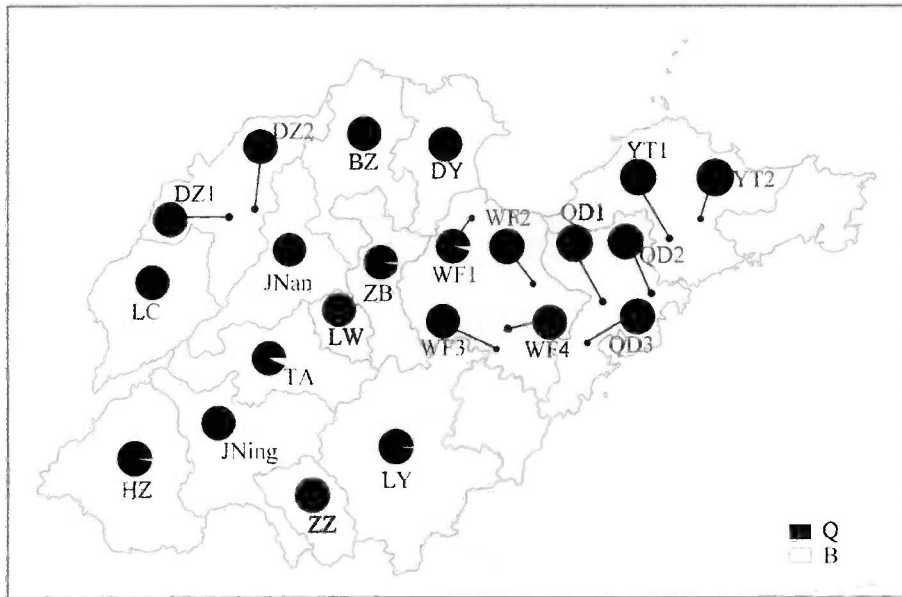 DZ2
BZ
DY
YT1
YT2
DZ1
WF2
QD1
QD2
JNan
ZB
WF1
LC
LW
WF3
WF4
QD3
TA
JNing
HZ
LY
ZZ
Q
B